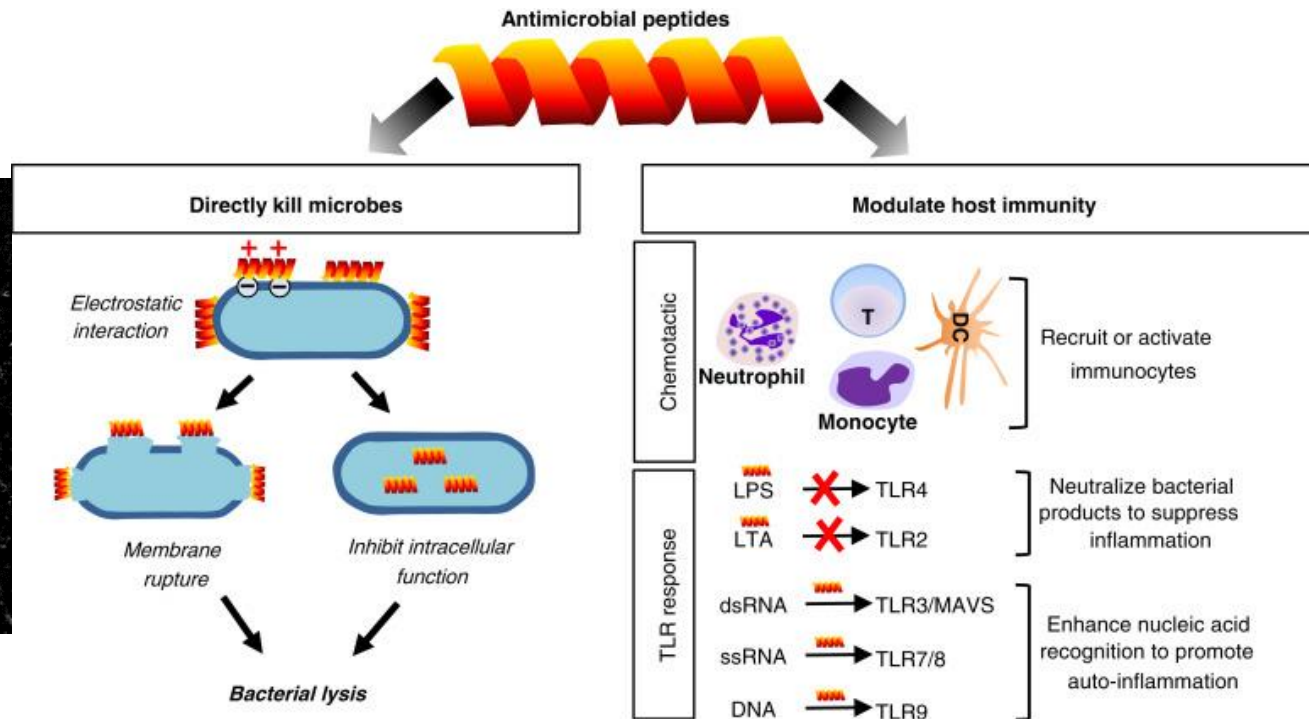 Antimicrobial peptides
Directly kill microbes
+ +
Electrostatic
interaction
− −
Membrane
rupture
Inhibit intracellular
function
Bacterial lysis
Modulate host immunity
Chemotactic
Neutrophil
T
Monocyte
DC
Recruit or activate
immunocytes
TLR response
LPS TLR4
LTA TLR2
Neutralize bacterial
products to suppress
inflammation
dsRNA TLR3/MAVS
ssRNA TLR7/8
DNA TLR9
Enhance nucleic acid
recognition to promote
auto-inflammation